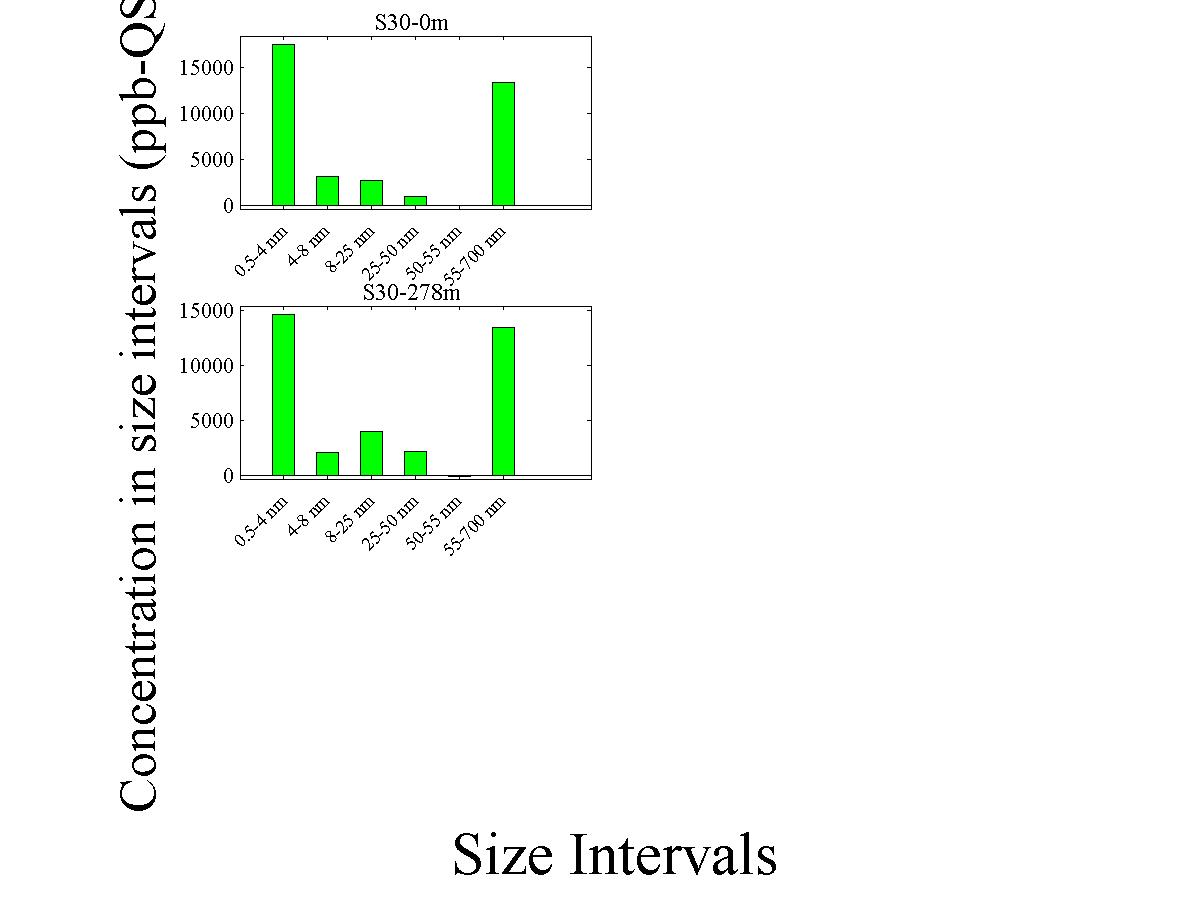 Concentration in size intervals (ppb-QS
S30-0m
15000
10000
5000
0
0.5-4 nm
4-8 nm
8-25 nm
25-50 nm
50-55 nm
55-700 nm
S30-278m
15000
10000
5000
0
0.5-4 nm
4-8 nm
8-25 nm
25-50 nm
50-55 nm
55-700 nm
Size Intervals